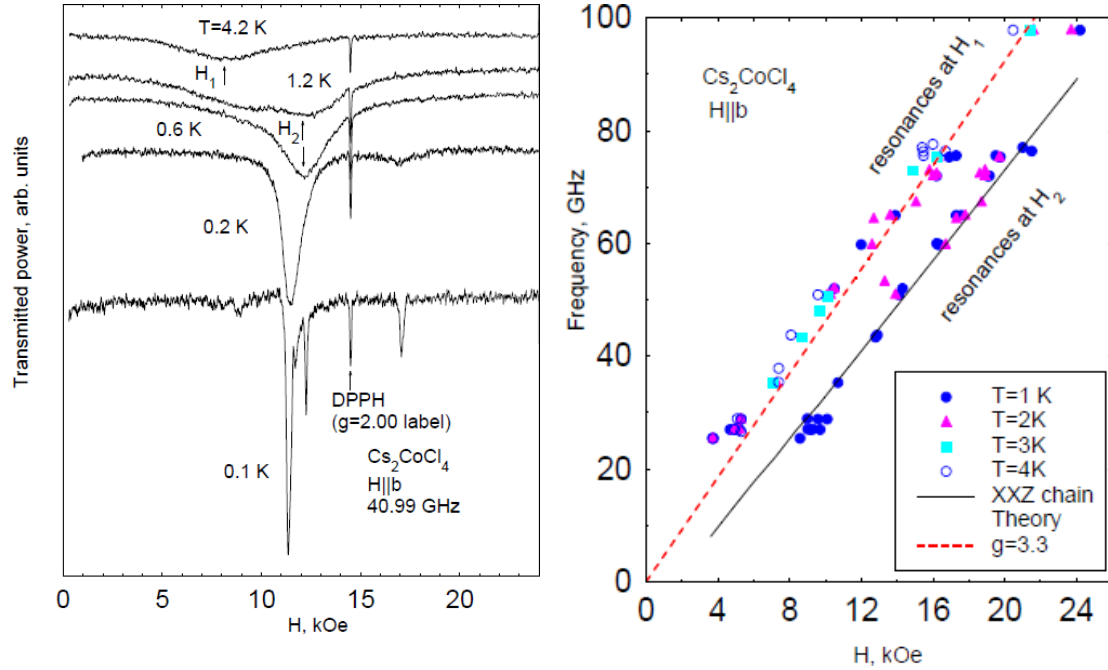 Transmitted power, arb. units
T=4.2 K
H₁
1.2 K
H₂
0.6 K
0.2 K
0.1 K
DPPH
(g=2.00 label)
Cs₂CoCl₄
H||b
40.99 GHz
0 10 20
H, kOe
Frequency, GHz
100
80
60
40
20
0
Cs₂CoCl₄
H||b
resonances at H₁
resonances at H₂
T=1 K
T=2K
T=3K
T=4K
XXZ chain
Theory
g=3.3
0 4 8 12 16 20 24
H, kOe